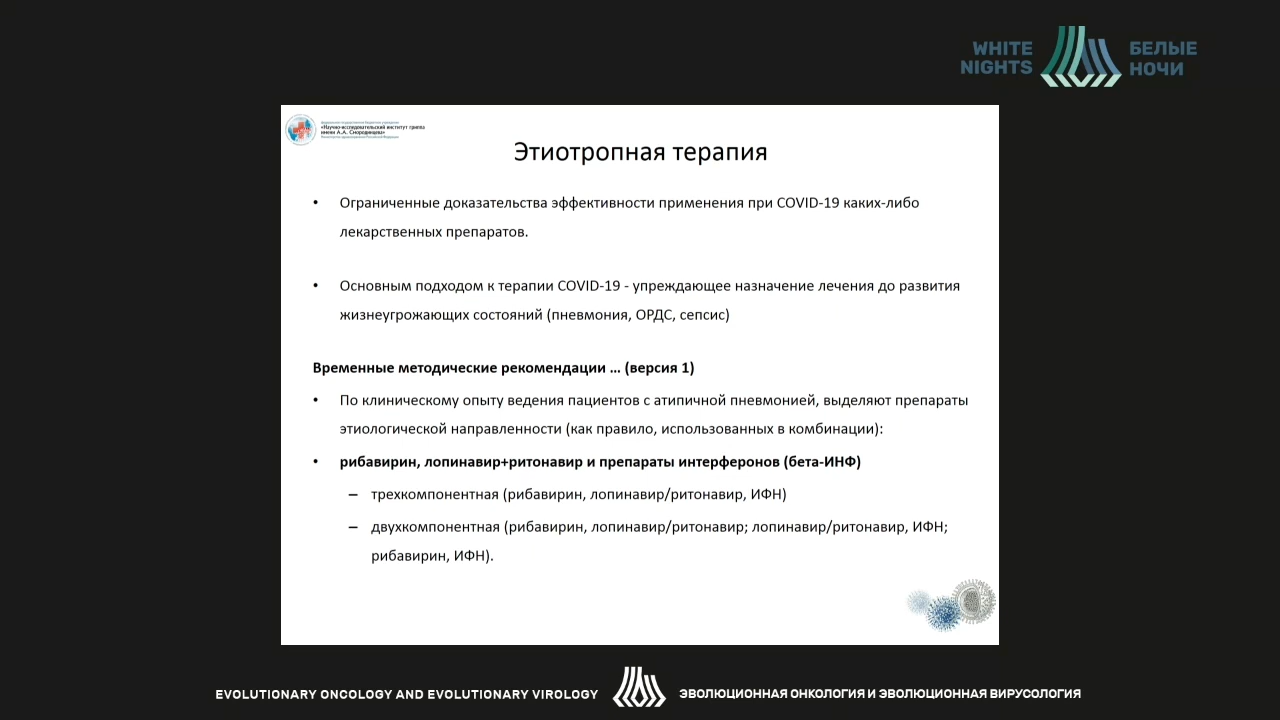 WHITE
NIGHTS
БЕЛЫЕ
НОЧИ
«Научно-исследовательский институт гриппа
имени А.А. Смородинцева»
Этиотропная терапия
• Ограниченные доказательства эффективности применения при COVID-19 каких-либо
лекарственных препаратов.
• Основным подходом к терапии COVID-19 - упреждающее назначение лечения до развития
жизнеугрожающих состояний (пневмония, ОРДС, сепсис)
Временные методические рекомендации ... (версия 1)
• По клиническому опыту ведения пациентов с атипичной пневмонией, выделяют препараты
этиологической направленности (как правило, использованных в комбинации):
• рибавирин, лопинавир+ритонавир и препараты интерферонов (бета-ИНФ)
– трехкомпонентная (рибавирин, лопинавир/ритонавир, ИФН)
– двухкомпонентная (рибавирин, лопинавир/ритонавир; лопинавир/ритонавир, ИФН;
рибавирин, ИФН).
EVOLUTIONARY ONCOLOGY AND EVOLUTIONARY VIROLOGY
ЭВОЛЮЦИОННАЯ ОНКОЛОГИЯ И ЭВОЛЮЦИОННАЯ ВИРУСОЛОГИЯ